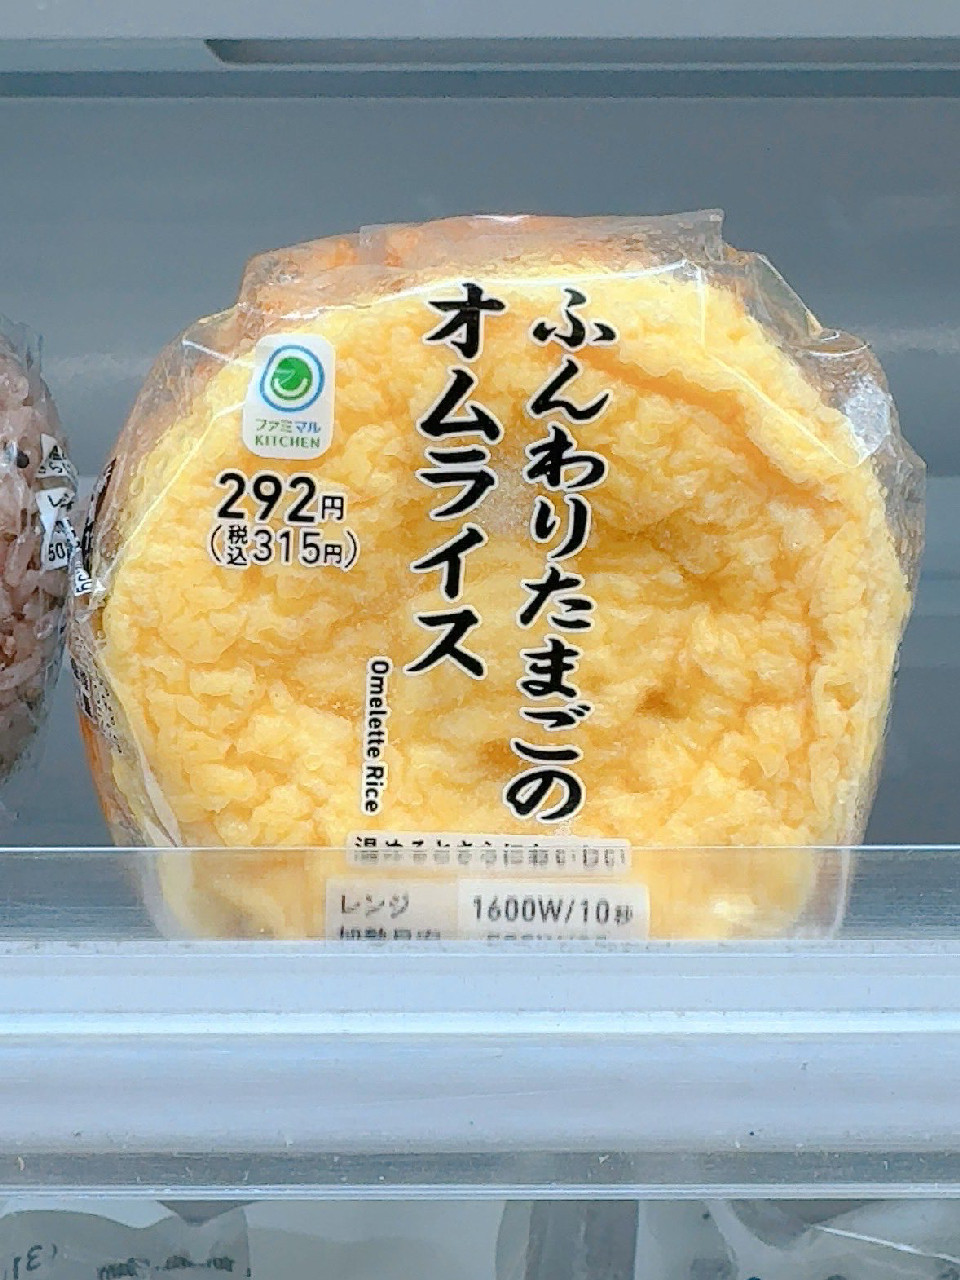 ふんわりたまごの
オムライス
Omelette Rice
ファミマル
KITCHEN
292円
(税込315円)
レンジ 1600W/10秒